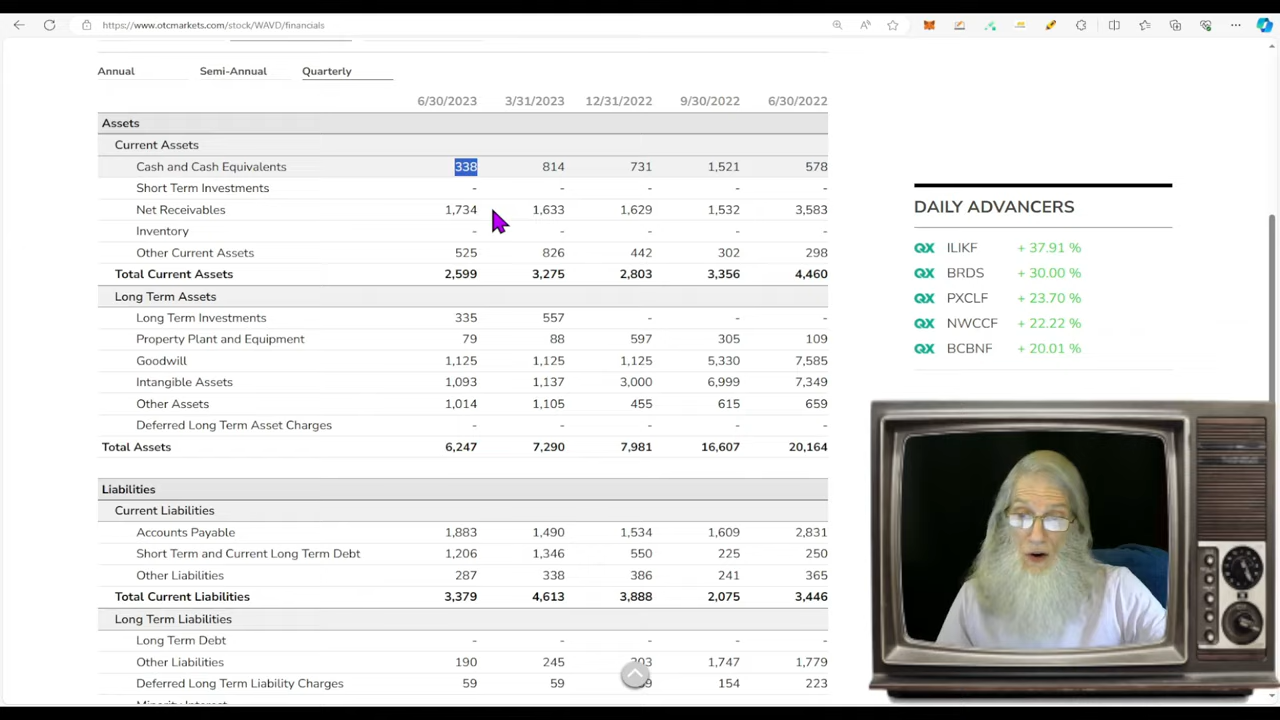 https://www.otcmarkets.com/stock/WAVD/financials
Annual Semi-Annual Quarterly
6/30/2023 3/31/2023 12/31/2022 9/30/2022 6/30/2022
Assets
Current Assets
Cash and Cash Equivalents 338 814 731 1,521 578
Short Term Investments - - - - -
Net Receivables 1,734 1,633 1,629 1,532 3,583
Inventory - - - - -
Other Current Assets 525 826 442 302 298
Total Current Assets 2,599 3,275 2,803 3,356 4,460
Long Term Assets
Long Term Investments 335 557 - - -
Property Plant and Equipment 79 88 597 305 109
Goodwill 1,125 1,125 1,125 5,330 7,585
Intangible Assets 1,093 1,137 3,000 6,999 7,349
Other Assets 1,014 1,105 455 615 659
Deferred Long Term Asset Charges - - - - -
Total Assets 6,247 7,290 7,981 16,607 20,164
Liabilities
Current Liabilities
Accounts Payable 1,883 1,490 1,534 1,609 2,831
Short Term and Current Long Term Debt 1,206 1,346 550 225 250
Other Liabilities 287 338 386 241 365
Total Current Liabilities 3,379 4,613 3,888 2,075 3,446
Long Term Liabilities
Long Term Debt - - - - -
Other Liabilities 190 245 1,747 1,779
Deferred Long Term Liability Charges 59 59 154 223
DAILY ADVANCERS
QX ILIKF + 37.91 %
QX BRDS + 30.00 %
QX PXCLF + 23.70 %
QX NWCCF + 22.22 %
QX BCBNF + 20.01 %